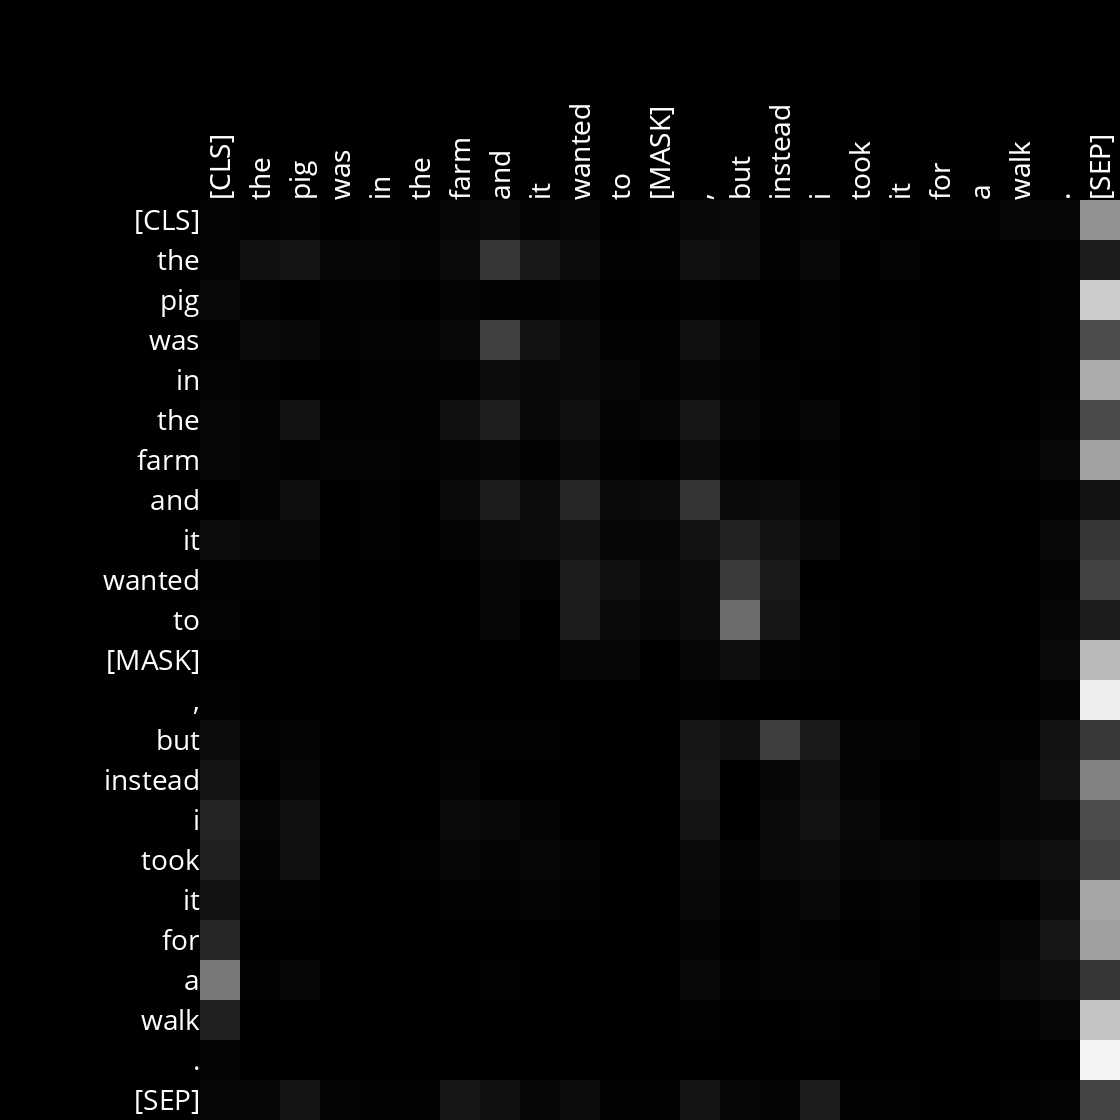 [CLS] the pig was in the farm and it wanted to [MASK] , but instead i took it for a walk . [SEP]
[CLS]
the
pig
was
in
the
farm
and
it
wanted
to
[MASK]
,
but
instead
i
took
it
for
a
walk
.
[SEP]